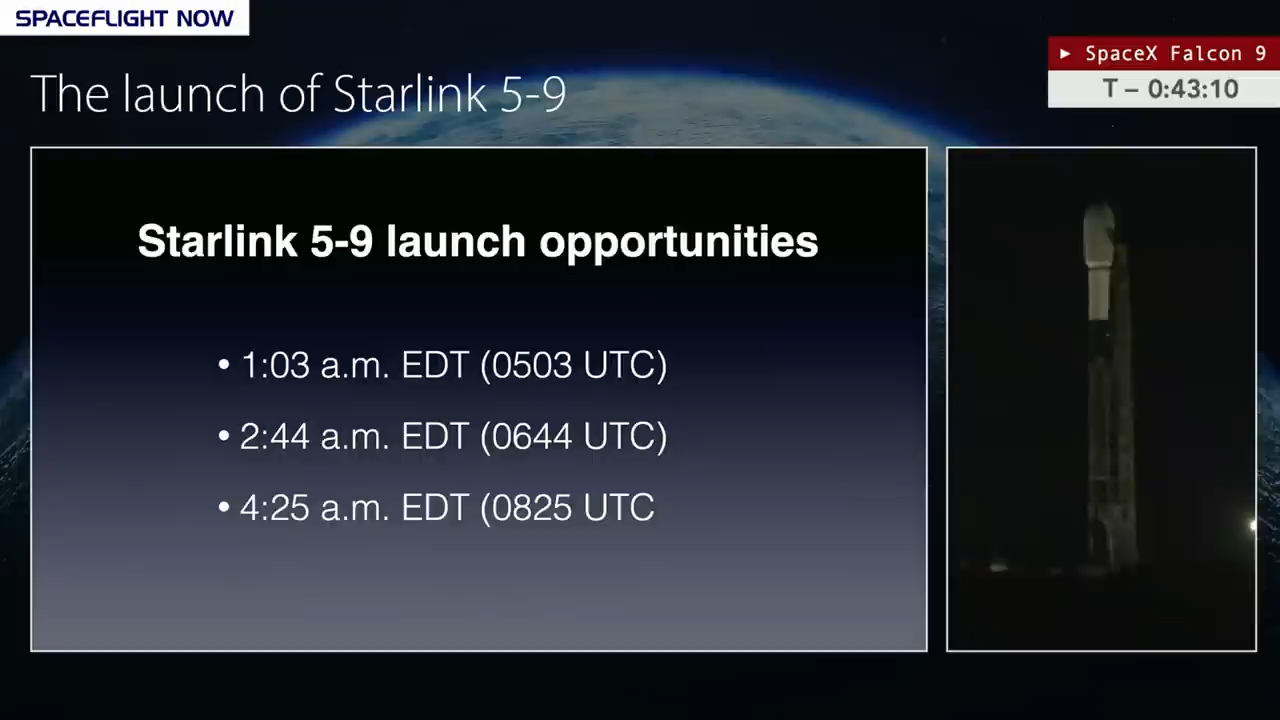 SPACEFLIGHT NOW
The launch of Starlink 5-9
► SpaceX Falcon 9
T – 0:43:10
Starlink 5-9 launch opportunities
• 1:03 a.m. EDT (0503 UTC)
• 2:44 a.m. EDT (0644 UTC)
• 4:25 a.m. EDT (0825 UTC